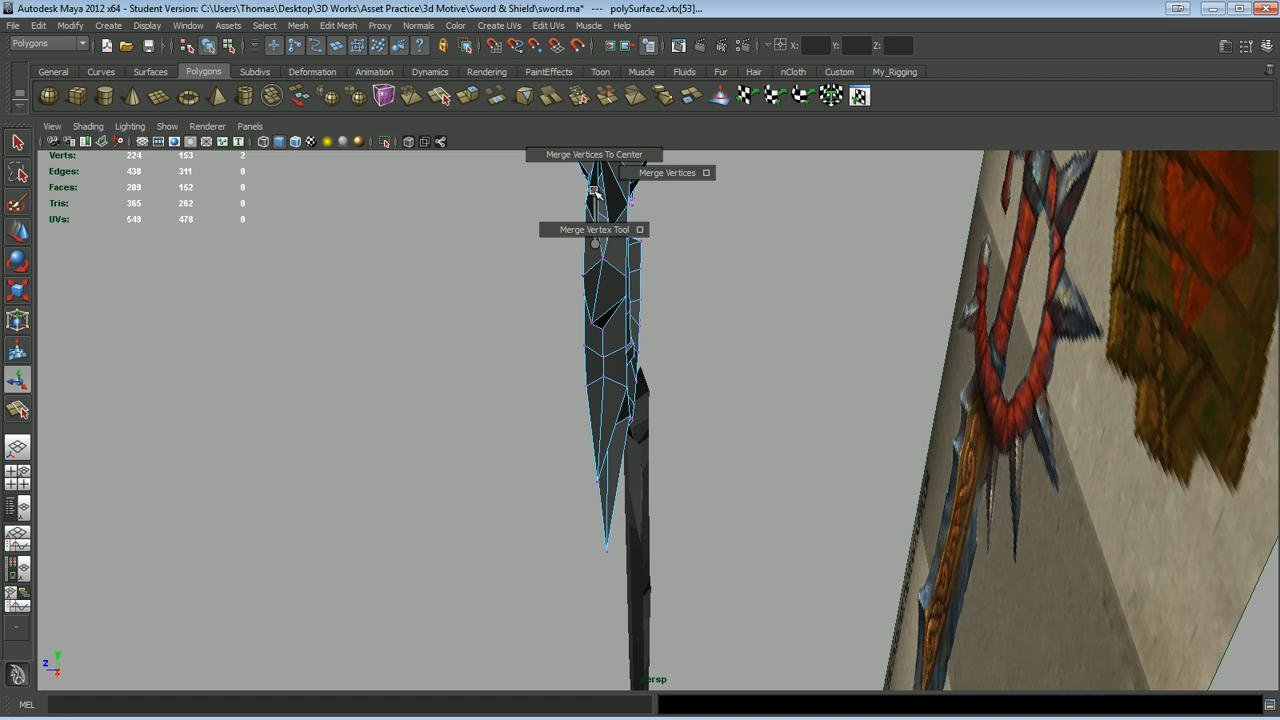 Autodesk Maya 2012 x64 - Student Version: C:\Users\Thomas\Desktop\3D Works\Asset Practice\3d Motive\Sword & Shield\sword.ma* --- polySurface2.vtx[53]...
File Edit Modify Create Display Window Assets Select Mesh Edit Mesh Proxy Normals Color Create UVs Edit UVs Muscle Help
Polygons X: Y: Z:
General Curves Surfaces Polygons Subdivs Deformation Animation Dynamics Rendering PaintEffects Toon Muscle Fluids Fur Hair nCloth Custom My_Rigging
View Shading Lighting Show Renderer Panels
Verts: 224 153 2
Edges: 438 311 0
Faces: 209 152 0
Tris: 365 262 0
UVs: 549 478 0
Merge Vertices To Center
Merge Vertices
Merge Vertex Tool
y
z
x
persp
MEL